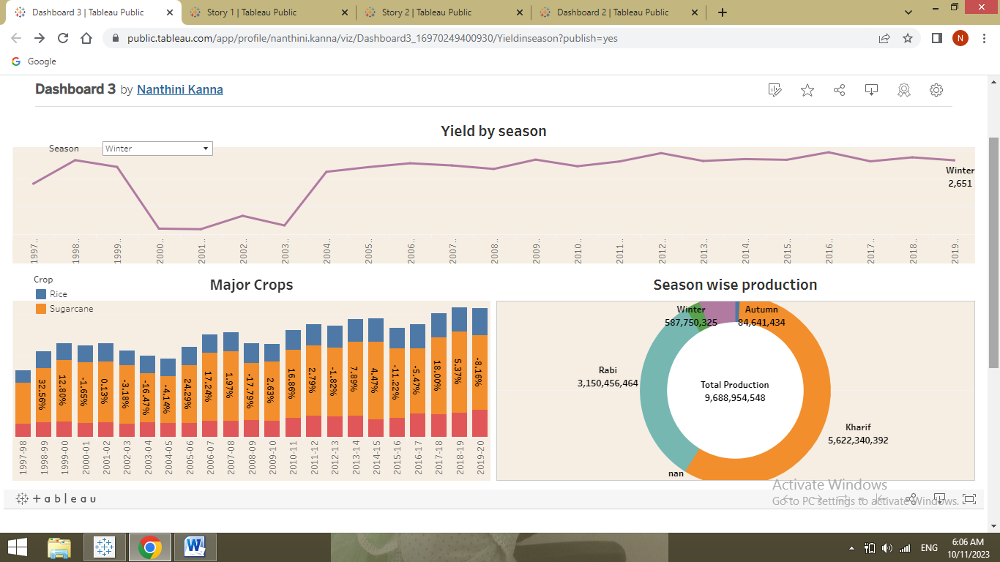 Dashboard 3 | Tableau Public
Story 1 | Tableau Public
Story 2 | Tableau Public
Dashboard 2 | Tableau Public
public.tableau.com/app/profile/nanthini.kanna/viz/Dashboard3_16970249400930/Yieldinseason?publish=yes
N
Google
Dashboard 3 by Nanthini Kanna
Yield by season
Season
Winter
Winter
2,651
1997..
1998..
1999..
2000..
2001..
2002..
2003..
2004..
2005..
2006..
2007..
2008..
2009..
2010..
2011..
2012..
2013..
2014..
2015..
2016..
2017..
2018..
2019..
Crop
Rice
Sugarcane
Major Crops
32.56%
12.80%
-1.65%
0.13%
-3.18%
-16.47%
-4.14%
24.29%
17.24%
1.97%
-17.79%
2.63%
16.86%
2.79%
-1.82%
7.89%
4.47%
-11.22%
-5.47%
18.00%
5.37%
-8.16%
1997-98
1998-99
1999-00
2000-01
2001-02
2002-03
2003-04
2004-05
2005-06
2006-07
2007-08
2008-09
2009-10
2010-11
2011-12
2012-13
2013-14
2014-15
2015-16
2016-17
2017-18
2018-19
2019-20
Season wise production
Winter
587,750,325
Autumn
84,641,434
Rabi
3,150,456,464
Total Production
9,688,954,548
Kharif
5,622,340,392
nan
Activate Windows
Go to PC settings to activate Windows.
+ableau
ENG
6:06 AM
10/11/2023